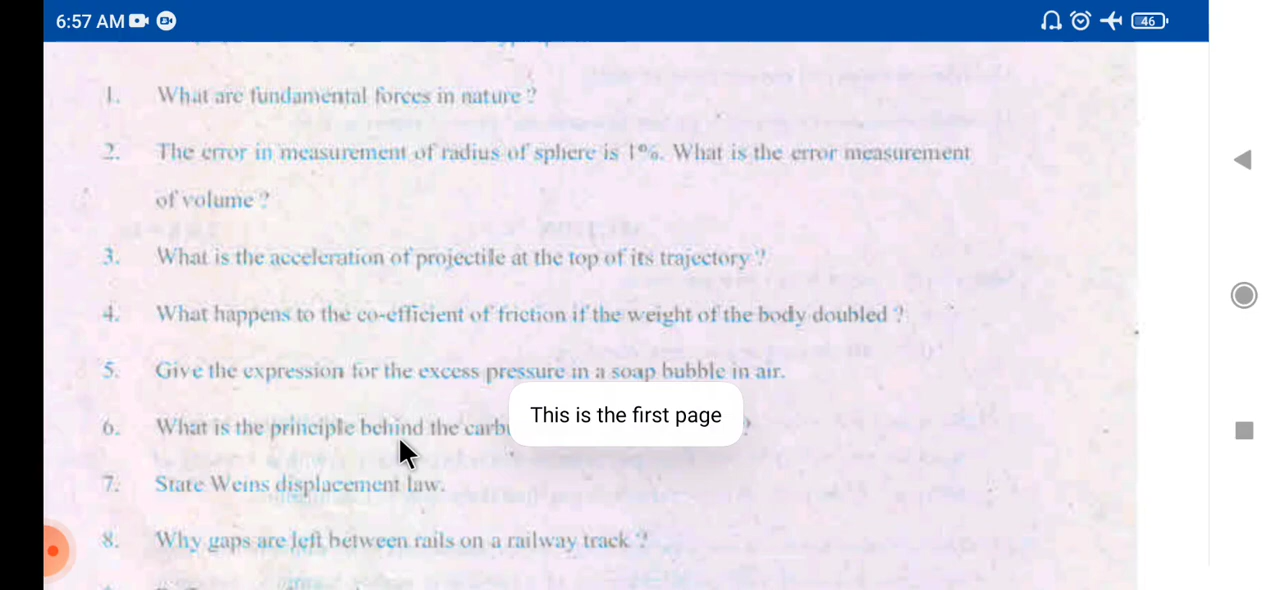 6:57 AM
46
1. What are fundamental forces in nature ?
2. The error in measurement of radius of sphere is 1%. What is the error measurement
of volume ?
3. What is the acceleration of projectile at the top of its trajectory ?
4. What happens to the co-efficient of friction if the weight of the body doubled ?
5. Give the expression for the excess pressure in a soap bubble in air.
This is the first page
6. What is the principle behind the ?
7. State Weins displacement law.
8. Why gaps are left between rails on a railway track ?